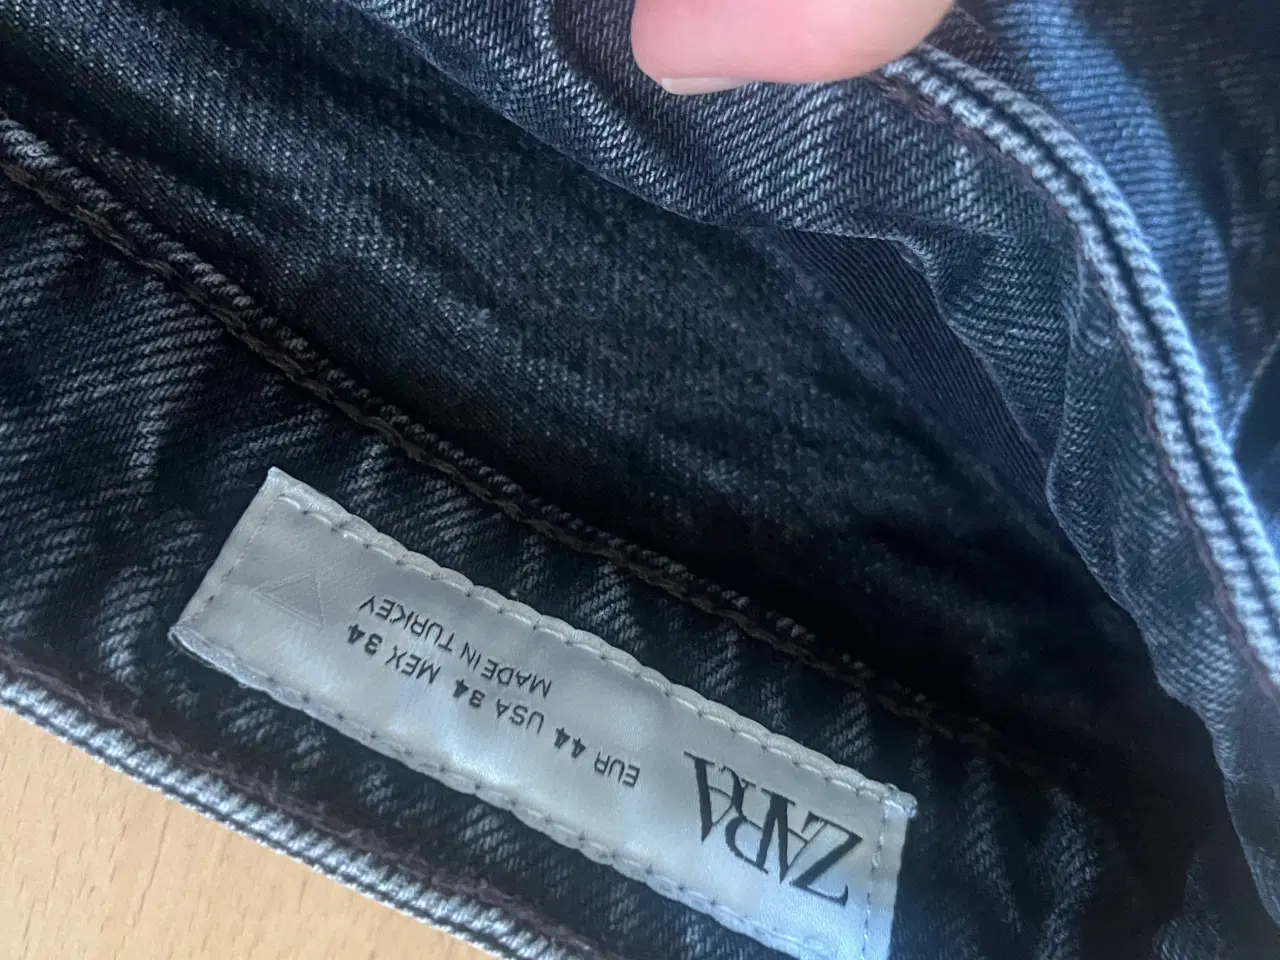 ZARA
EUR 44 USA 34 MEX 34
MADE IN TURKEY